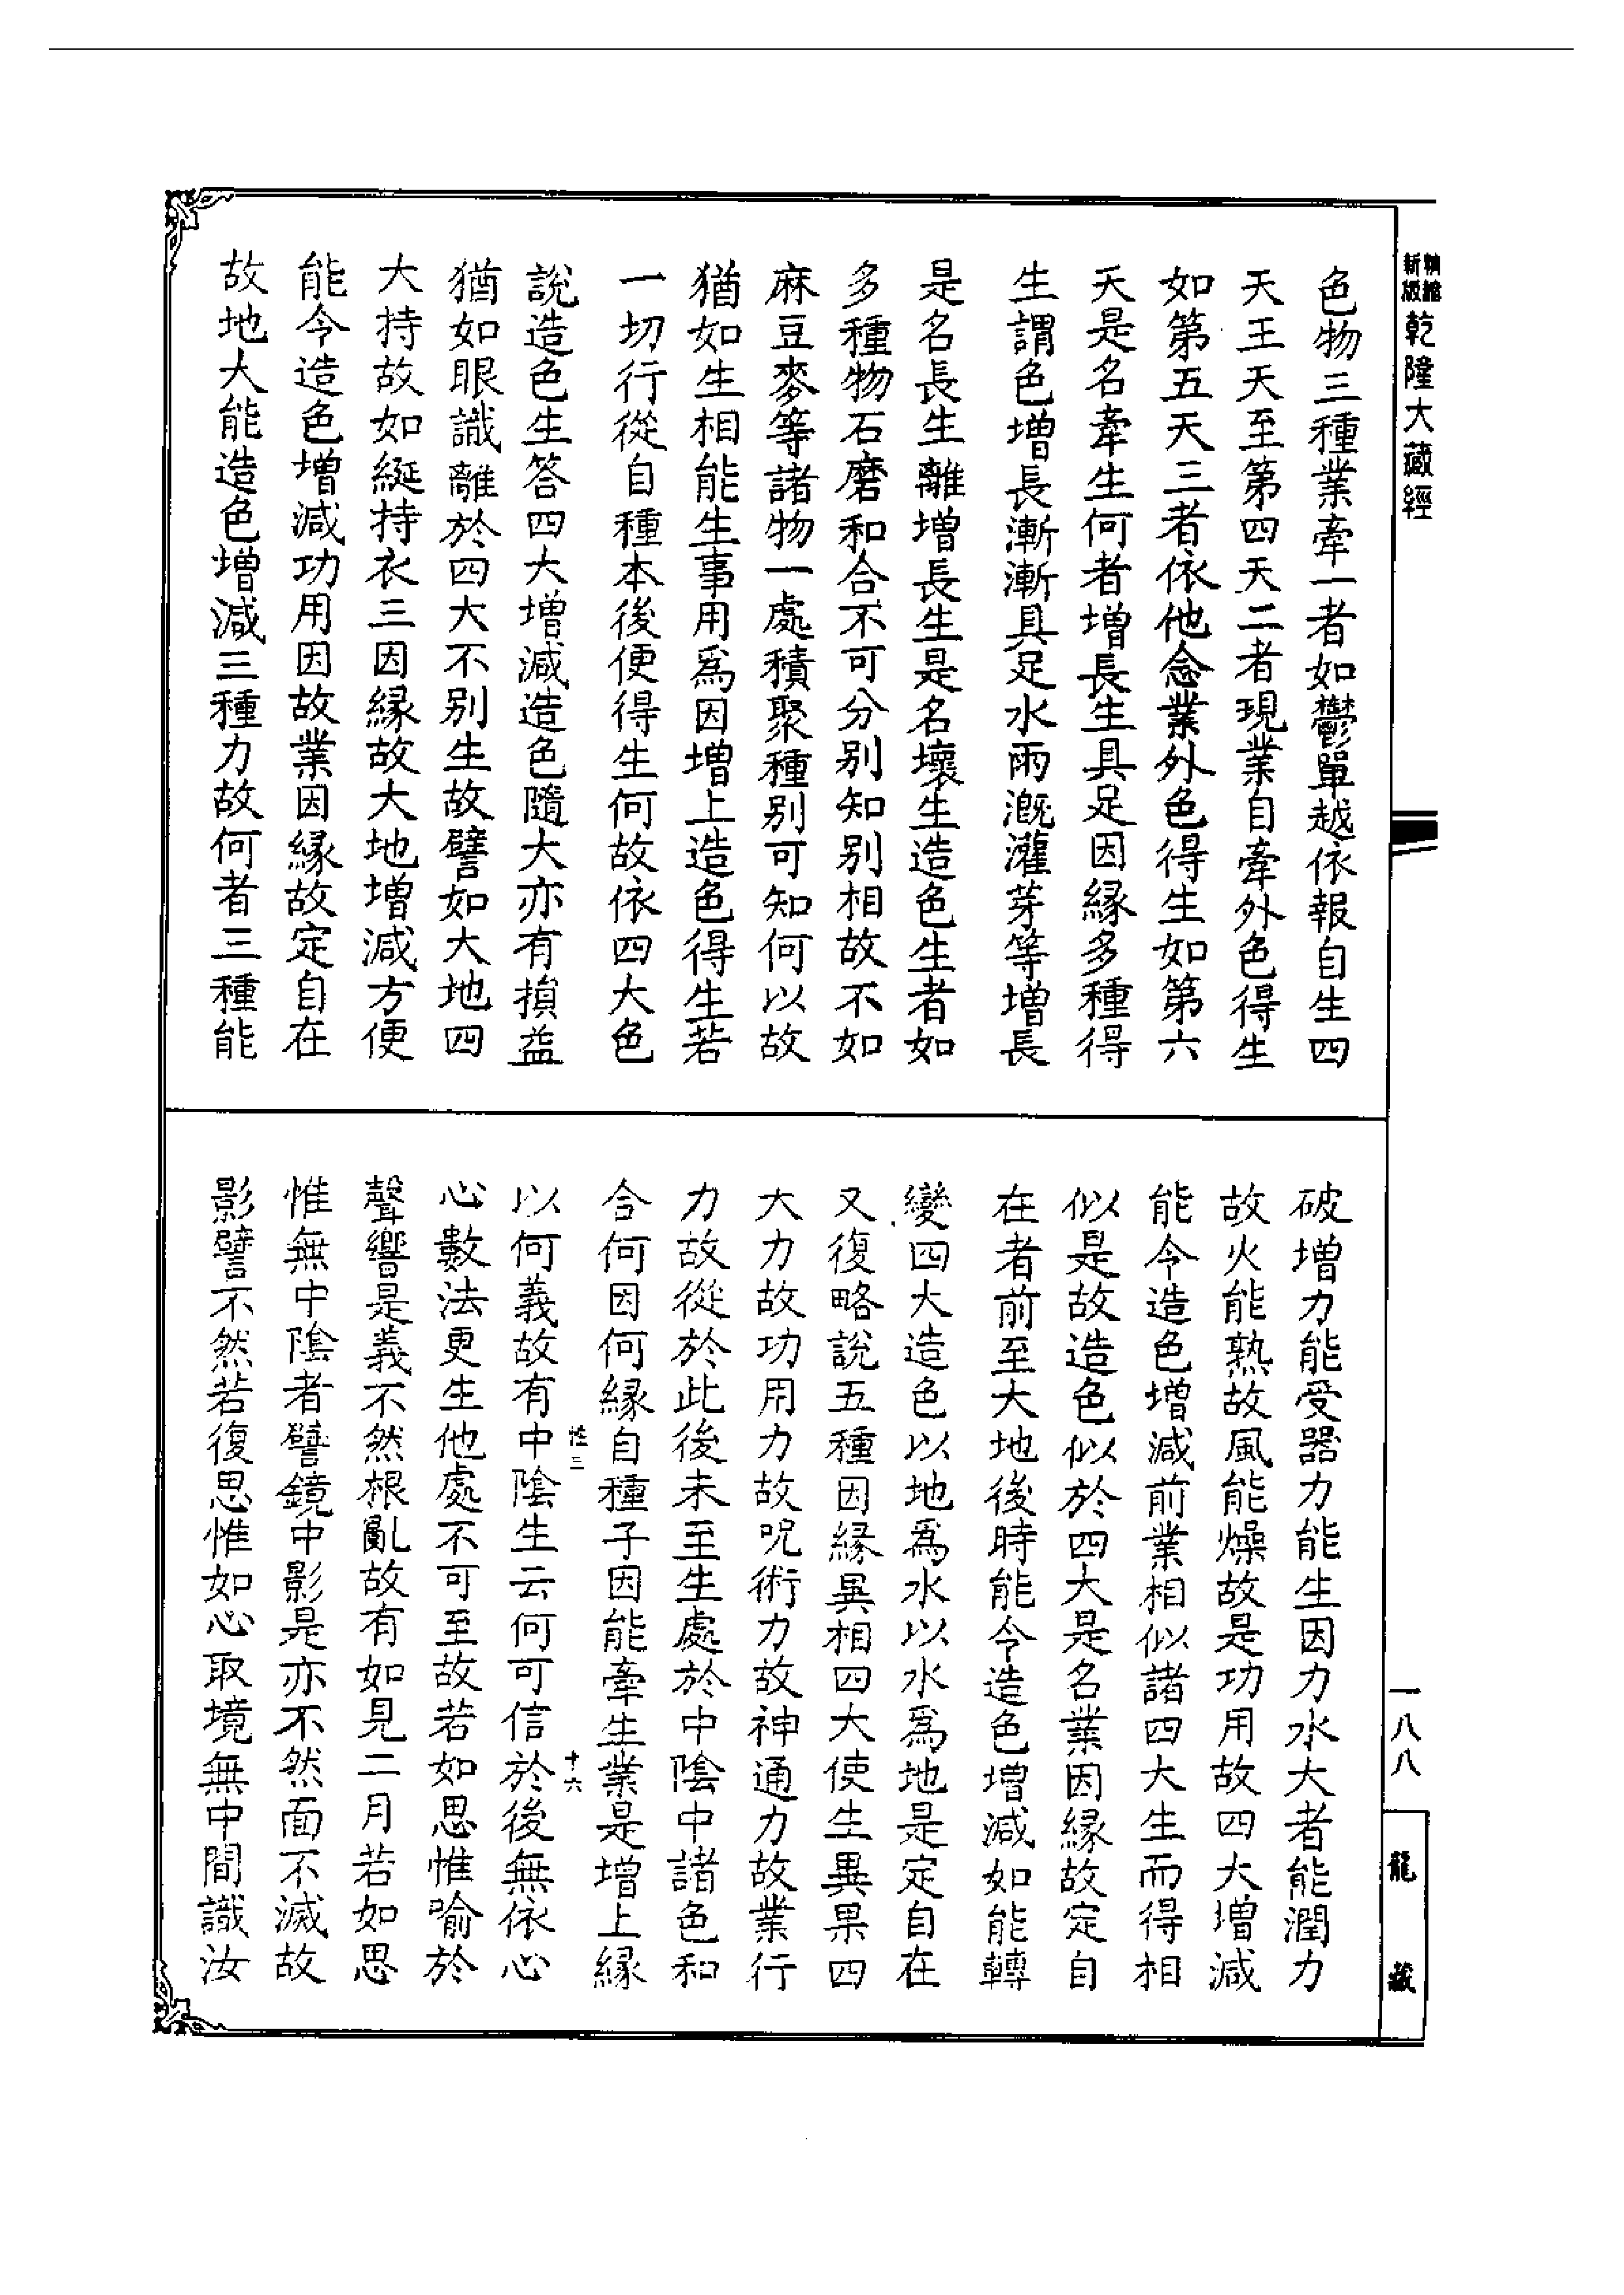 精縮新版乾隆大藏經
色物三種業牽一者如鬱單越依報自生四
天王天至第四天二者現業自牽外色得生
如第五天三者依他念業外色得生如第六
天是名牽生何者增長生具足因緣多種得
生謂色增長漸漸具足水雨溉灌芽等增長
是名長生離增長生是名壞生造色生者如
多種物石磨和合不可分別知別相故不如
麻豆麥等諸物一處積聚種別可知何以故
猶如生相能生事用爲因增上造色得生若
一切行從自種本後便得生何故依四大色
說造色生答四大增減造色隨大亦有損益
猶如眼識離於四大不別生故譬如大地四
大持故如綖持衣三因緣故大地增減方便
能令造色增減功用因故業因緣故定自在
故地大能造色增減三種力故何者三種能
破增力能受器力能生因力水大者能潤力
故火能熟故風能燥故是功用故四大增減
能令造色增減前業相似諸四大生而得相
似是故造色似於四大是名業因緣故定自
在者前至大地後時能令造色增減如能轉
變四大造色以地爲水以水爲地是定自在
又復略說五種因緣異相四大使生異果四
大力故功用力故呪術力故神通力故業行
力故從於此後未至生處於中陰中諸色和
合何因何緣自種子因能牽生業是增上緣
性三 十六
以何義故有中陰生云何可信於後無依心
心數法更生他處不可至故若如思惟喻於
聲響是義不然根亂故有如見二月若如思
惟無中陰者譬鏡中影是亦不然面不滅故
影譬不然若復思惟如心取境無中間識汝
一八八
龍藏